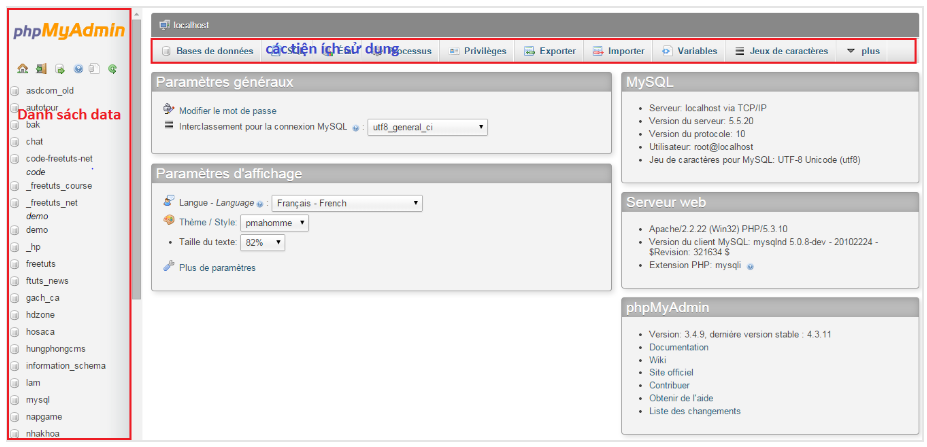 phpMyAdmin
asdcom_old
autotour
Danh sách data
bak
chat
code-freetuts-net
code
_freetuts_course
_freetuts_net
demo
demo
_hp
freetuts
ftuts_news
gach_ca
hdzone
hosaca
hungphongcms
information_schema
lam
mysql
napgame
nhakhoa
localhost
các tiện ích sử dụng
Bases de données
Processus
Privilèges
Exporter
Importer
Variables
Jeux de caractères
plus
Paramètres généraux
Modifier le mot de passe
Interclassement pour la connexion MySQL : utf8_general_ci
Paramètres d'affichage
Langue - Language : Français - French
Thème / Style: pmahomme
Taille du texte: 82%
Plus de paramètres
MySQL
Serveur: localhost via TCP/IP
Version du serveur: 5.5.20
Version du protocole: 10
Utilisateur: root@localhost
Jeu de caractères pour MySQL: UTF-8 Unicode (utf8)
Serveur web
Apache/2.2.22 (Win32) PHP/5.3.10
Version du client MySQL: mysqlnd 5.0.8-dev - 20102224 -
$Revision: 321634 $
Extension PHP: mysqli
phpMyAdmin
Version: 3.4.9, dernière version stable : 4.3.11
Documentation
Wiki
Site officiel
Contribuer
Obtenir de l'aide
Liste des changements